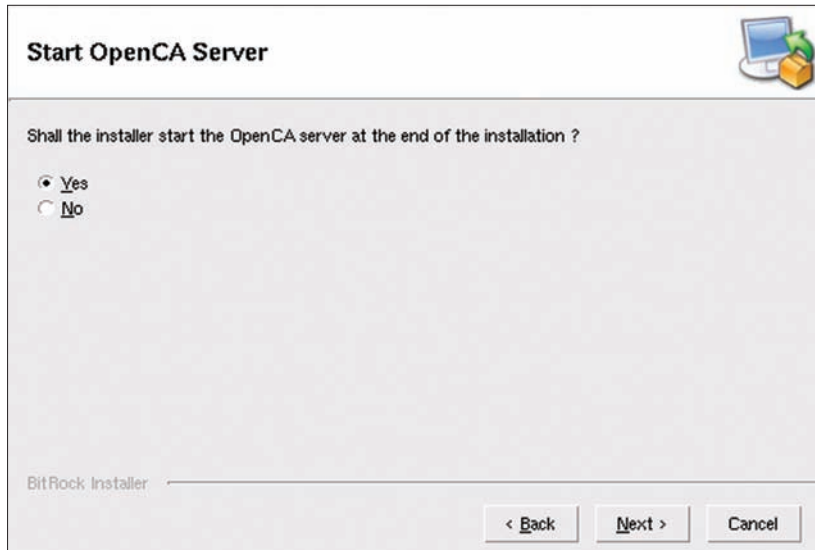 Start OpenCA Server
Shall the installer start the OpenCA server at the end of the installation ?
Yes
No
BitRock Installer
< Back
Next >
Cancel